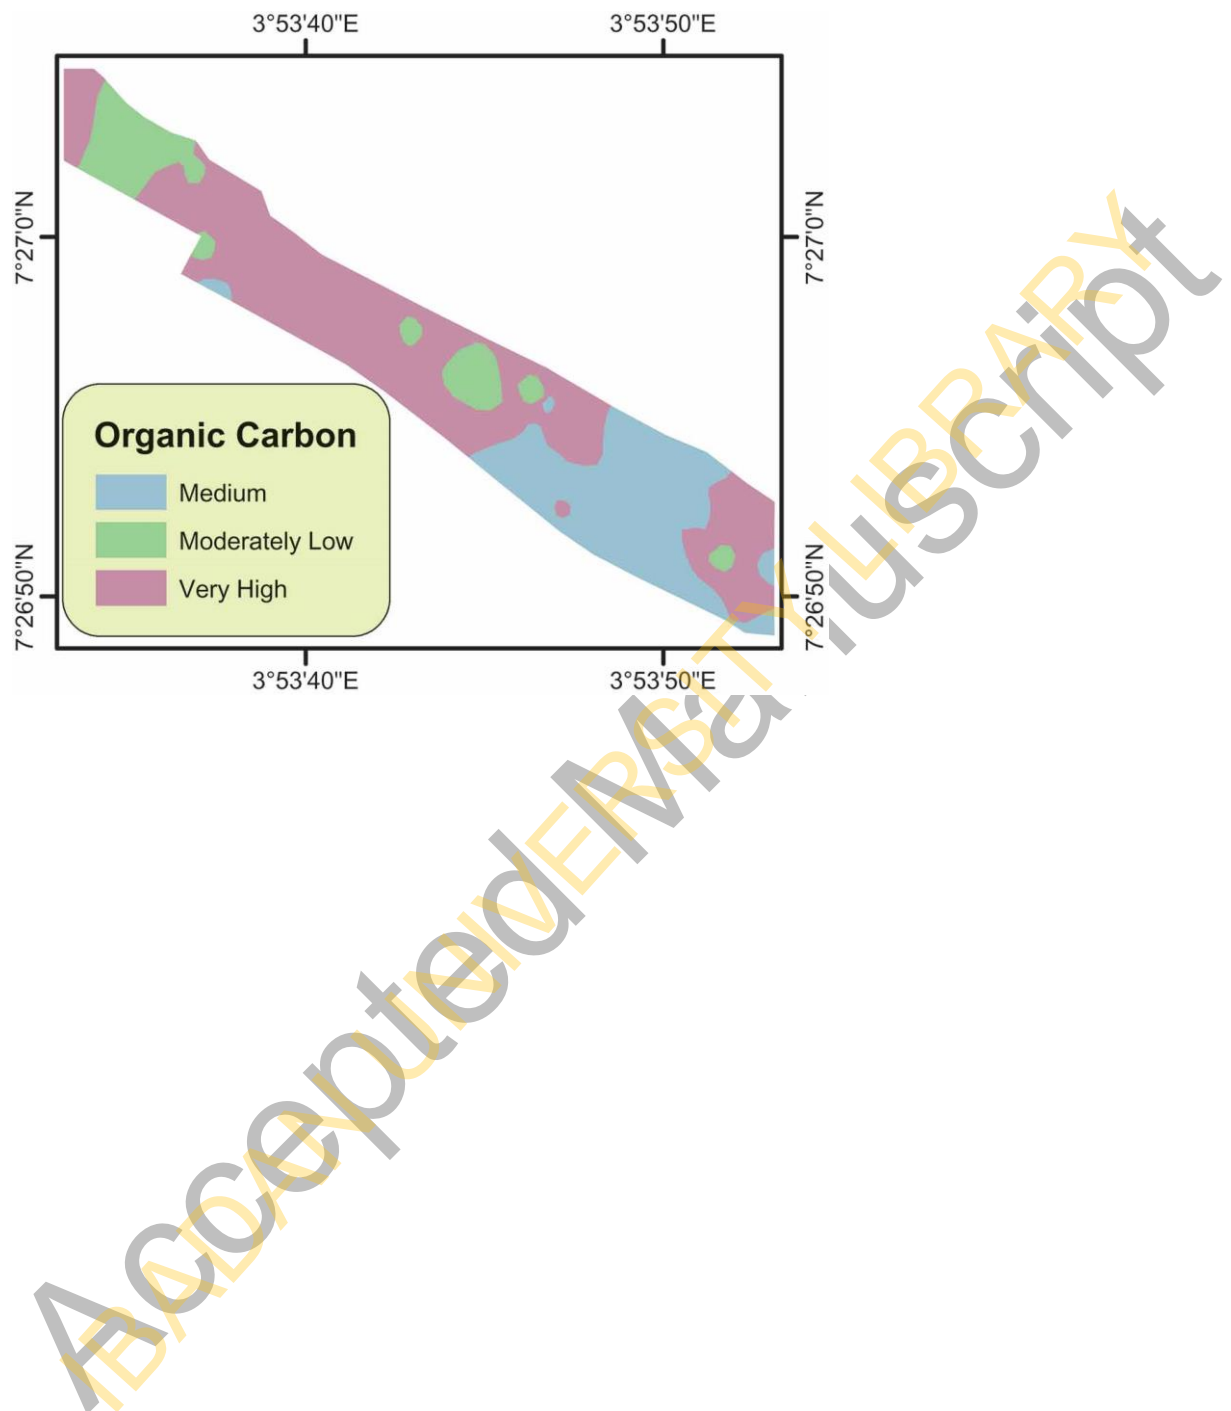 3°53'40"E 3°53'50"E
7°27'0"N
7°27'0"N
Organic Carbon
Medium
Moderately Low
Very High
7°26'50"N
7°26'50"N
3°53'40"E 3°53'50"E
Accepted Manuscript
IBADAN UNIVERSITY LIBRARY